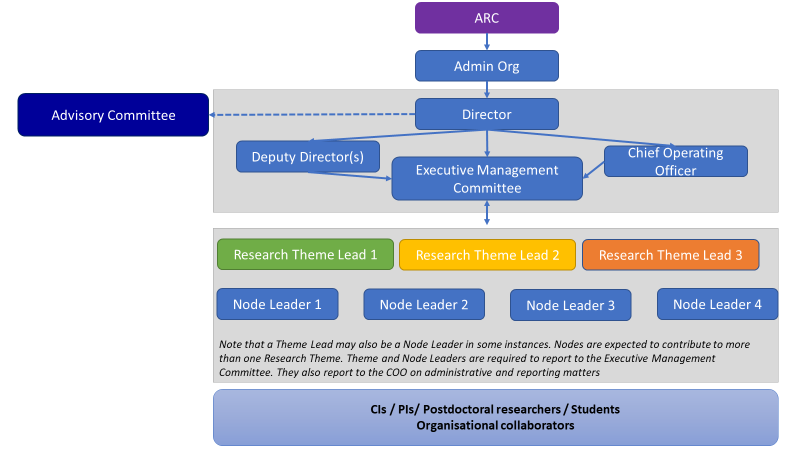 ARC
Admin Org
Advisory Committee
Director
Deputy Director(s)
Executive Management
Committee
Chief Operating
Officer
Research Theme Lead 1
Research Theme Lead 2
Research Theme Lead 3
Node Leader 1
Node Leader 2
Node Leader 3
Node Leader 4
Note that a Theme Lead may also be a Node Leader in some instances. Nodes are expected to contribute to more
than one Research Theme. Theme and Node Leaders are required to report to the Executive Management
Committee. They also report to the COO on administrative and reporting matters
CIs / PIs/ Postdoctoral researchers / Students
Organisational collaborators